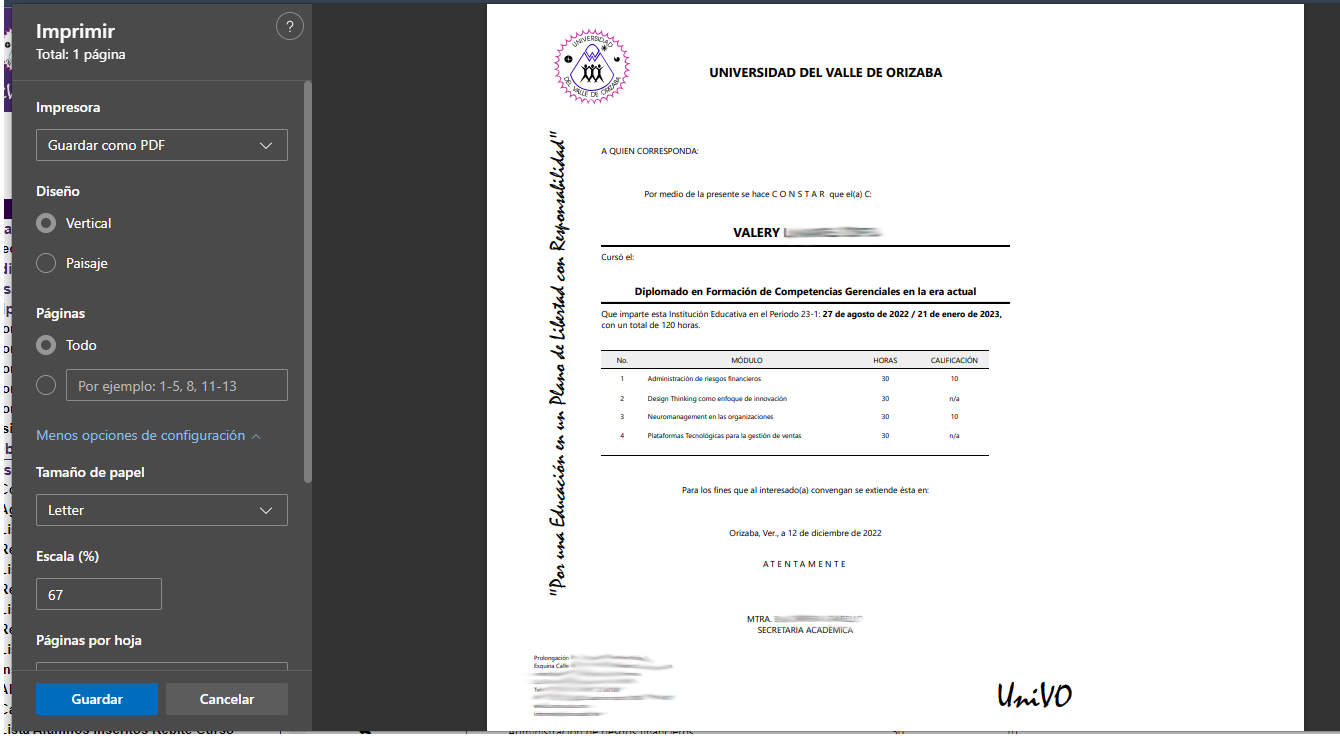 Imprimir
?
Total: 1 página
Impresora
Guardar como PDF
Diseño
Vertical
Paisaje
Páginas
Todo
Por ejemplo: 1-5, 8, 11-13
Menos opciones de configuración
Tamaño de papel
Letter
Escala (%)
67
Páginas por hoja
Guardar
Cancelar
UNIVERSIDAD
DEL VALLE DE ORIZABA
UNIVERSIDAD DEL VALLE DE ORIZABA
"Por una Educación en un Plano de Libertad con Responsabilidad"
A QUIEN CORRESPONDA:
Por medio de la presente se hace C O N S T A R que el(a) C:
VALERY
Cursó el:
Diplomado en Formación de Competencias Gerenciales en la era actual
Que imparte esta Institución Educativa en el Periodo 23-1: 27 de agosto de 2022 / 21 de enero de 2023,
con un total de 120 horas.
No. MÓDULO HORAS CALIFICACIÓN
1 Administración de riesgos financieros 30 10
2 Design Thinking como enfoque de innovación 30 n/a
3 Neuromanagement en las organizaciones 30 10
4 Plataformas Tecnológicas para la gestión de ventas 30 n/a
Para los fines que al interesado(a) convengan se extiende ésta en:
Orizaba, Ver., a 12 de diciembre de 2022
A T E N T A M E N T E
MTRA.
SECRETARIA ACADÉMICA
Prolongación
Esquina Calle
UniVO